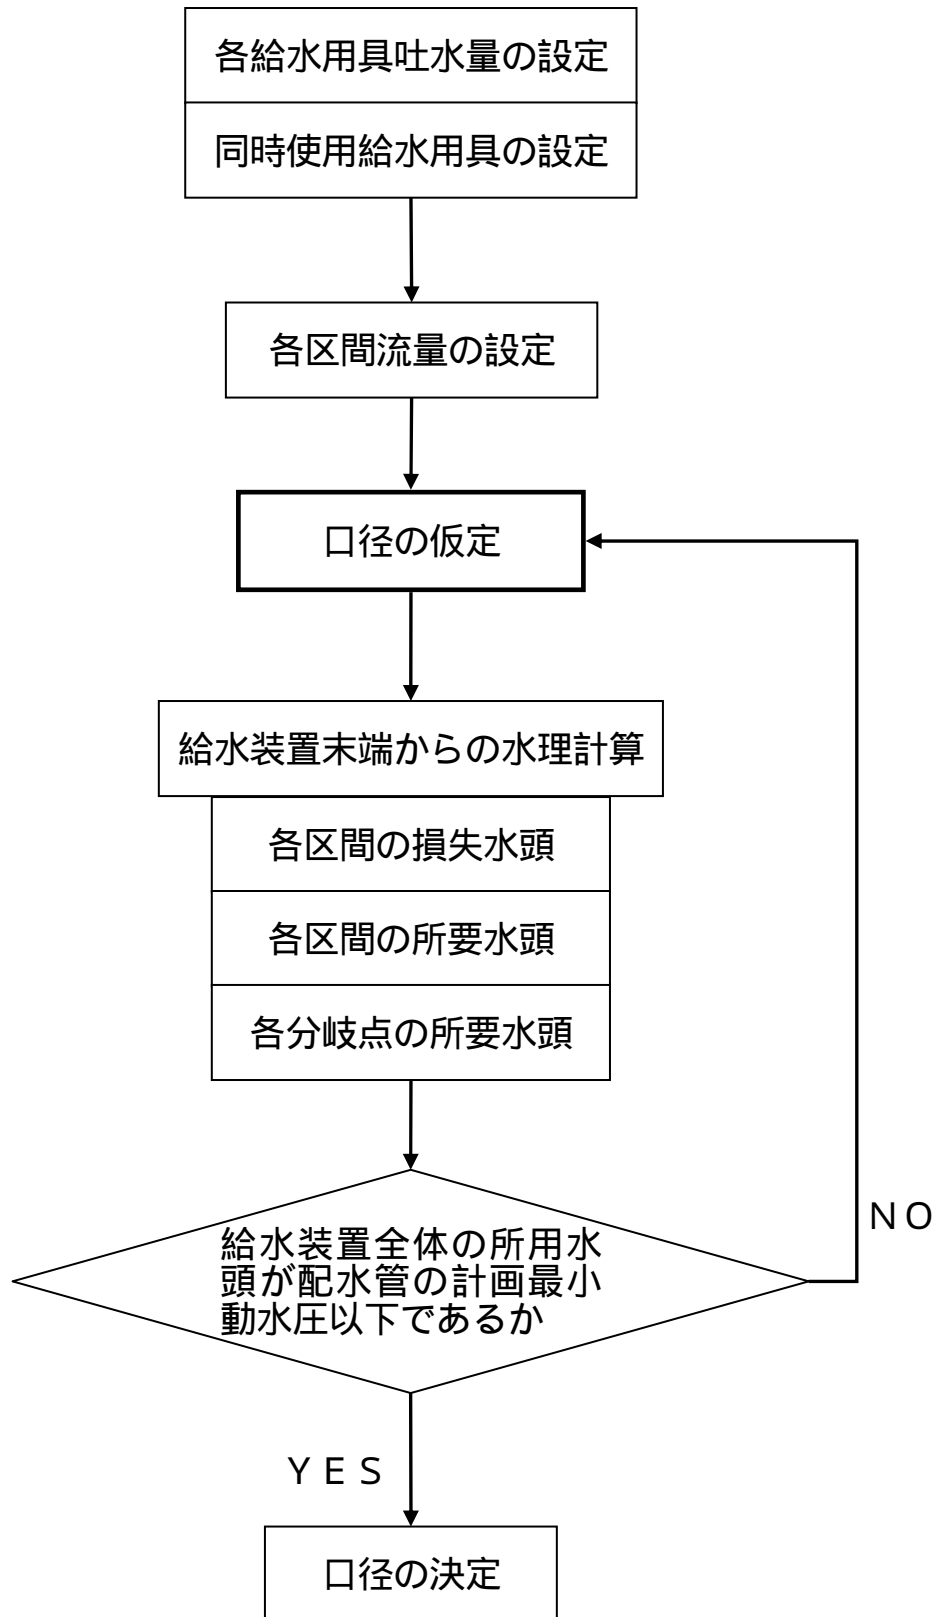 各給水用具吐水量の設定
同時使用給水用具の設定
各区間流量の設定
口径の仮定
給水装置末端からの水理計算
各区間の損失水頭
各区間の所要水頭
各分岐点の所要水頭
給水装置全体の所用水
頭が配水管の計画最小
動水圧以下であるか
ＮＯ
ＹＥＳ
口径の決定